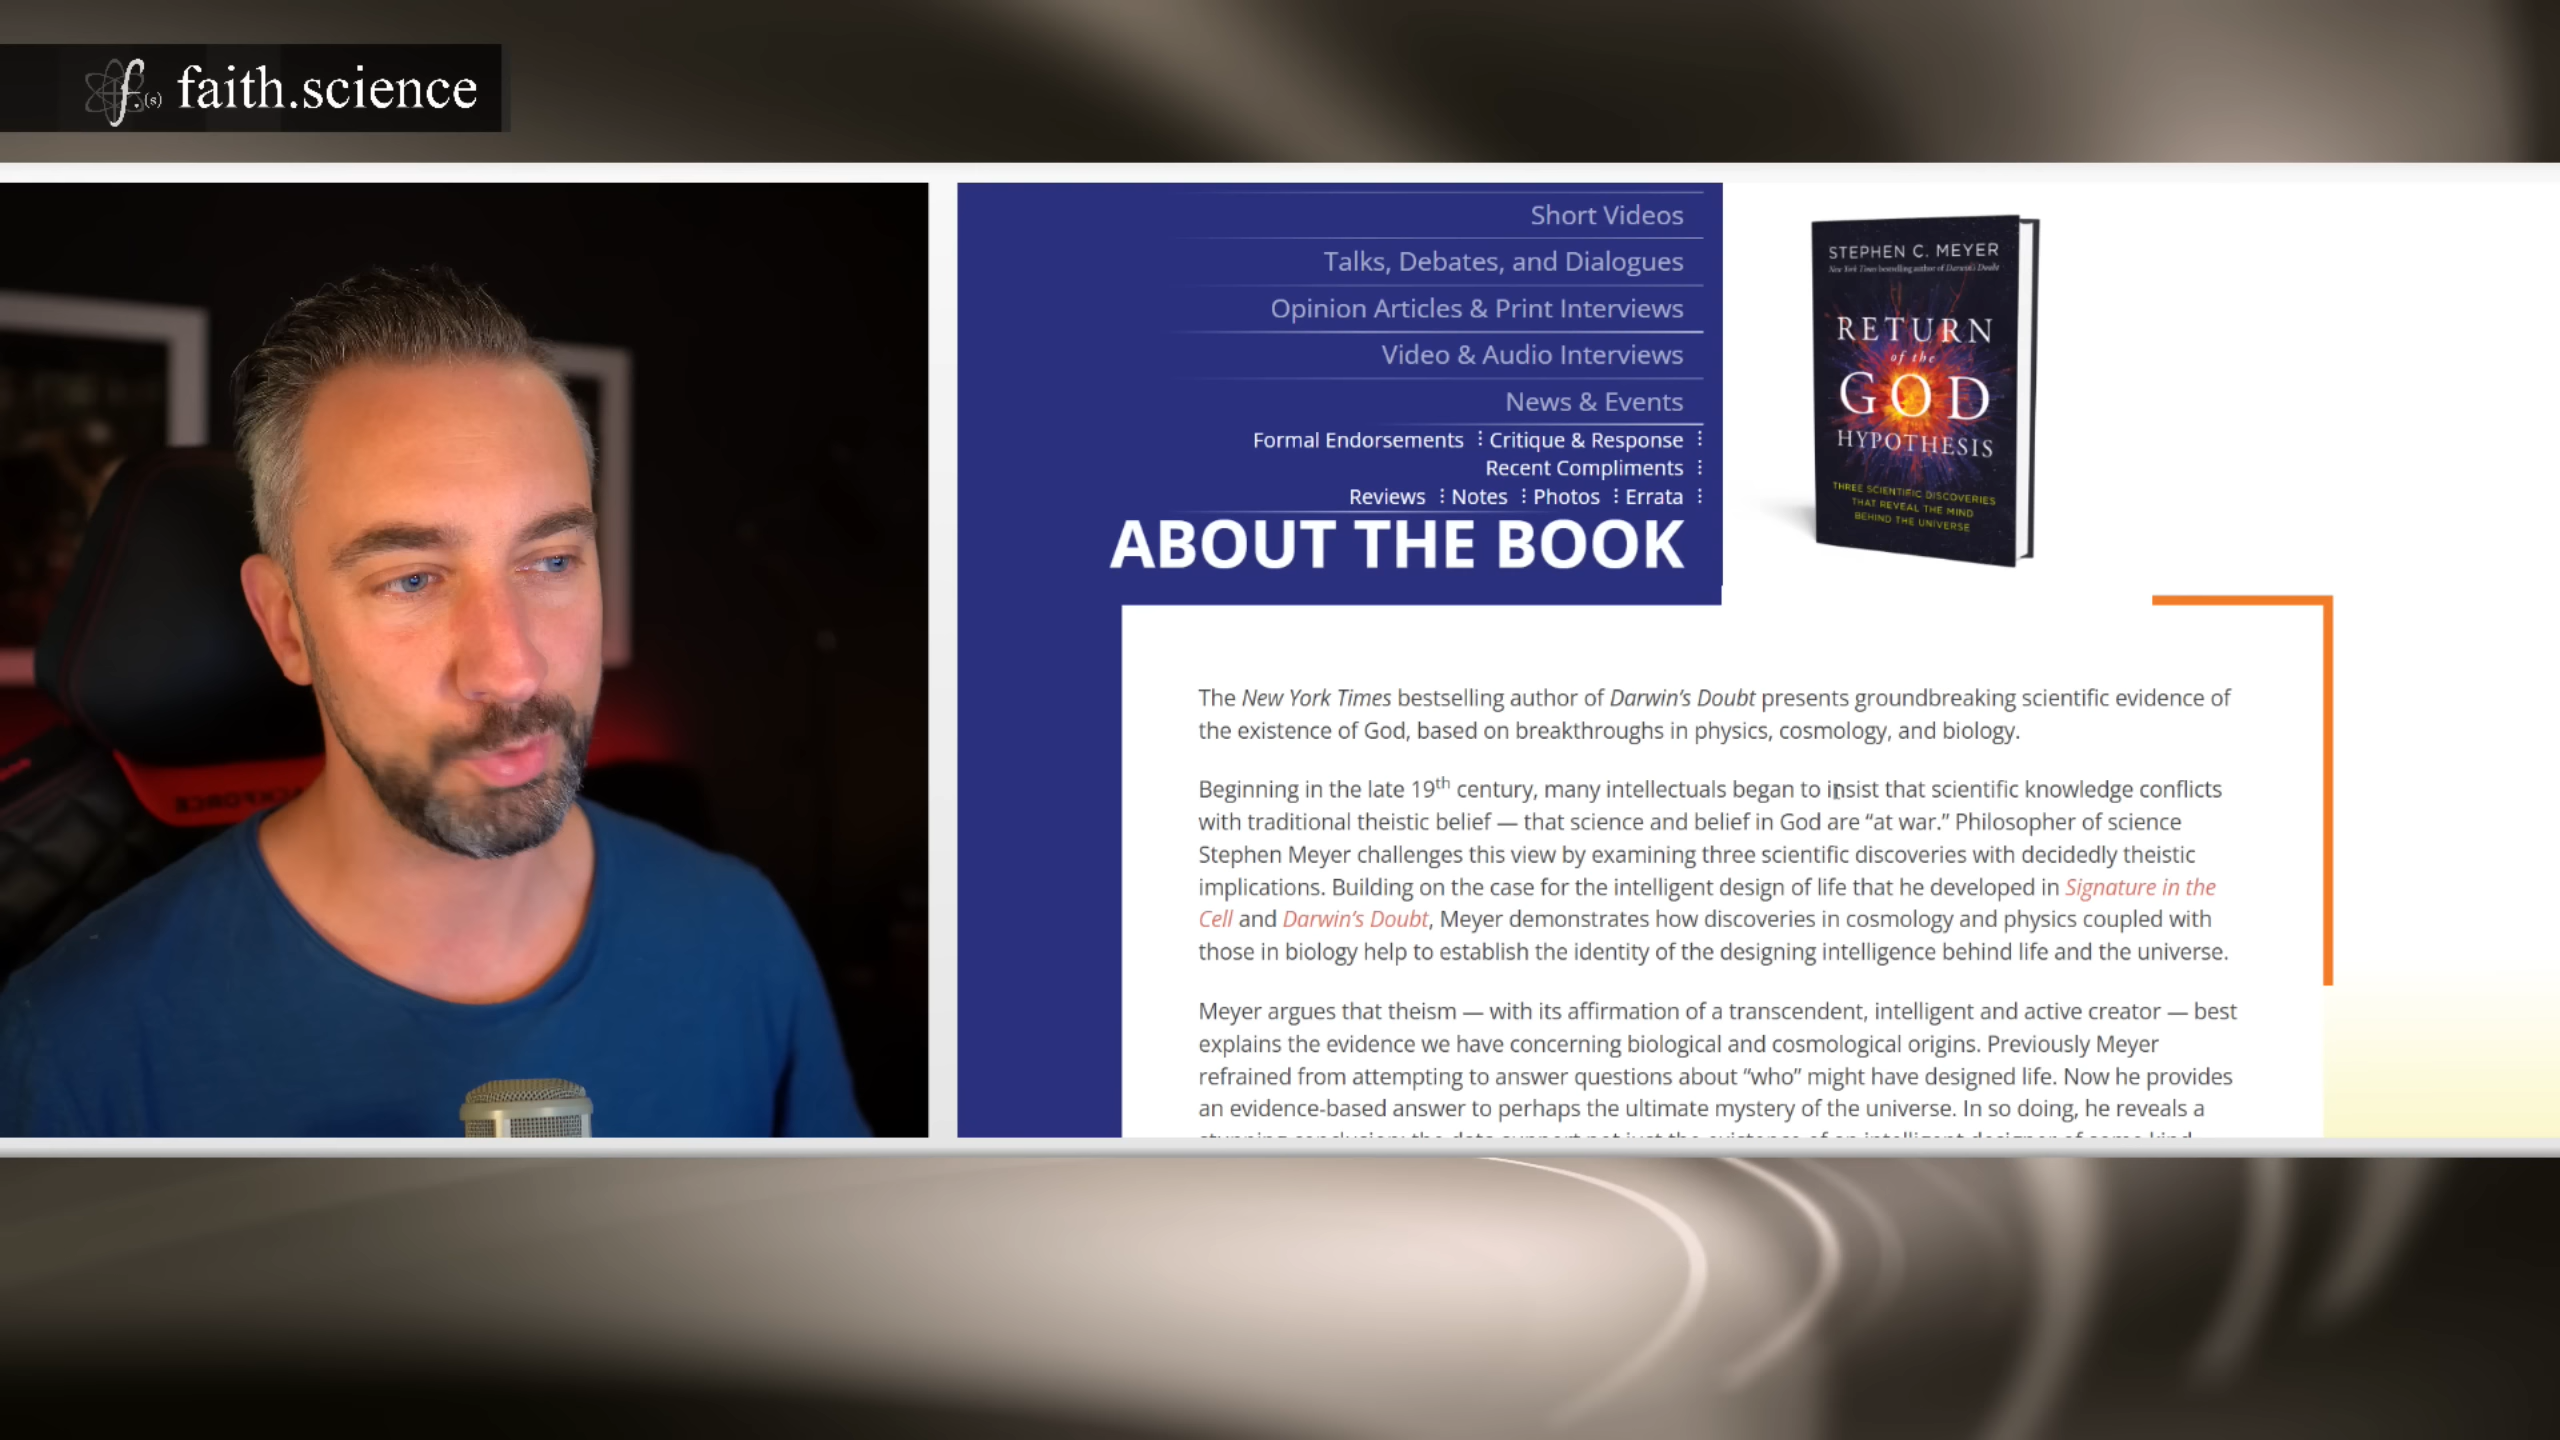 f.(s) faith.science
Short Videos
Talks, Debates, and Dialogues
Opinion Articles & Print Interviews
Video & Audio Interviews
News & Events
Formal Endorsements ⋮ Critique & Response ⋮
Recent Compliments ⋮
Reviews ⋮ Notes ⋮ Photos ⋮ Errata ⋮
ABOUT THE BOOK
STEPHEN C. MEYER
New York Times bestselling author of Darwin's Doubt
RETURN
of the
GOD
HYPOTHESIS
THREE SCIENTIFIC DISCOVERIES
THAT REVEAL THE MIND
BEHIND THE UNIVERSE
The New York Times bestselling author of Darwin's Doubt presents groundbreaking scientific evidence of
the existence of God, based on breakthroughs in physics, cosmology, and biology.
Beginning in the late 19th century, many intellectuals began to insist that scientific knowledge conflicts
with traditional theistic belief — that science and belief in God are “at war.” Philosopher of science
Stephen Meyer challenges this view by examining three scientific discoveries with decidedly theistic
implications. Building on the case for the intelligent design of life that he developed in Signature in the
Cell and Darwin's Doubt, Meyer demonstrates how discoveries in cosmology and physics coupled with
those in biology help to establish the identity of the designing intelligence behind life and the universe.
Meyer argues that theism — with its affirmation of a transcendent, intelligent and active creator — best
explains the evidence we have concerning biological and cosmological origins. Previously Meyer
refrained from attempting to answer questions about “who” might have designed life. Now he provides
an evidence-based answer to perhaps the ultimate mystery of the universe. In so doing, he reveals a